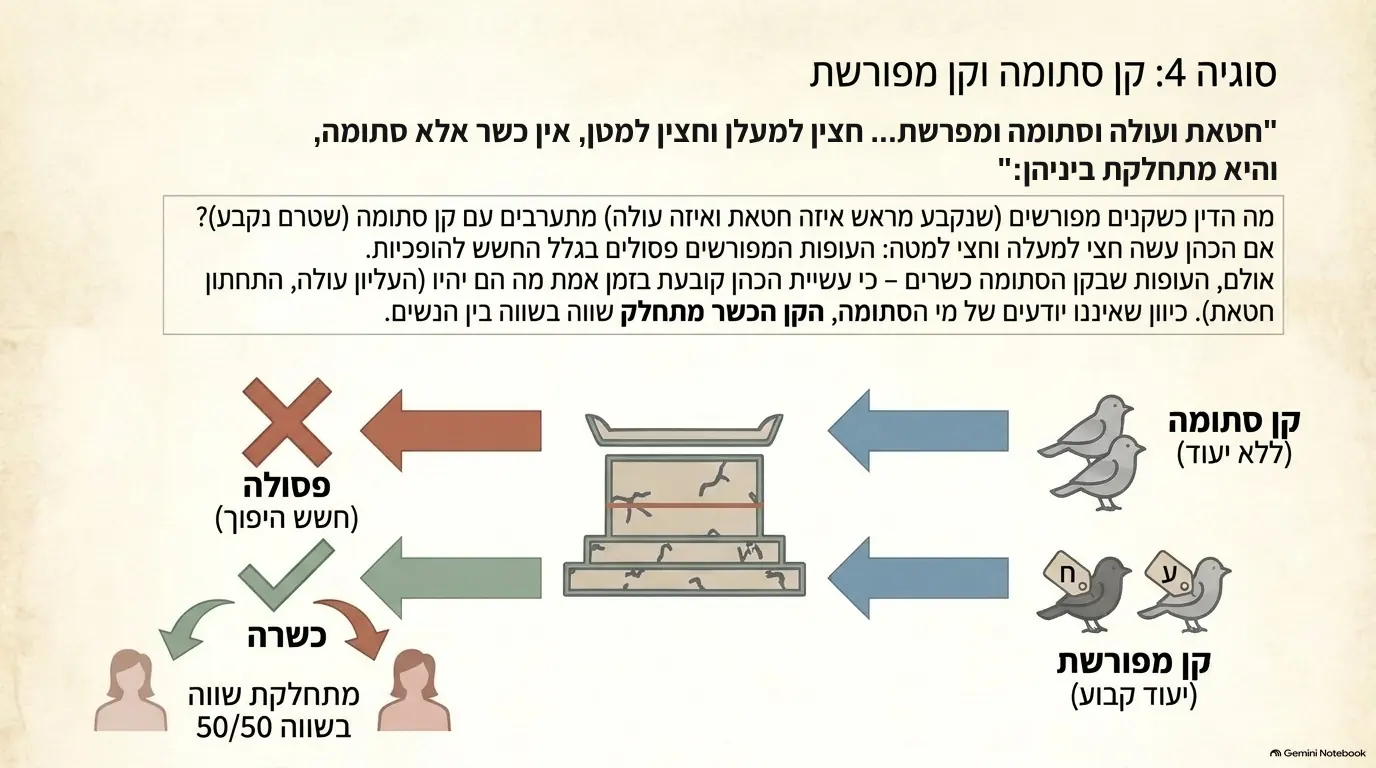 סוגיה 4: קן סתומה וקן מפורשת
"חטאת ועולה וסתומה ומפרשת... חצין למעלן וחצין למטן, אין כשר אלא סתומה,
והיא מתחלקת ביניהן:"
מה הדין כשקנים מפורשים (שנקבע מראש איזה חטאת ואיזה עולה) מתערבים עם קן סתומה (שטרם נקבע)?
אם הכהן עשה חצי למעלה וחצי למטה: העופות המפורשים פסולים בגלל החשש להופכיות.
אולם, העופות שבקן הסתומה כשרים – כי עשיית הכהן קובעת בזמן אמת מה הם יהיו (העליון עולה, התחתון
חטאת). כיוון שאיננו יודעים של מי הסתומה, הקן הכשר מתחלק שווה בשווה בין הנשים.
קן סתומה
(ללא יעוד)
פסולה
(חשש היפוך)
ח
ע
קן מפורשת
(יעוד קבוע)
כשרה
מתחלקת שווה
בשווה 50/50
Gemini Notebook